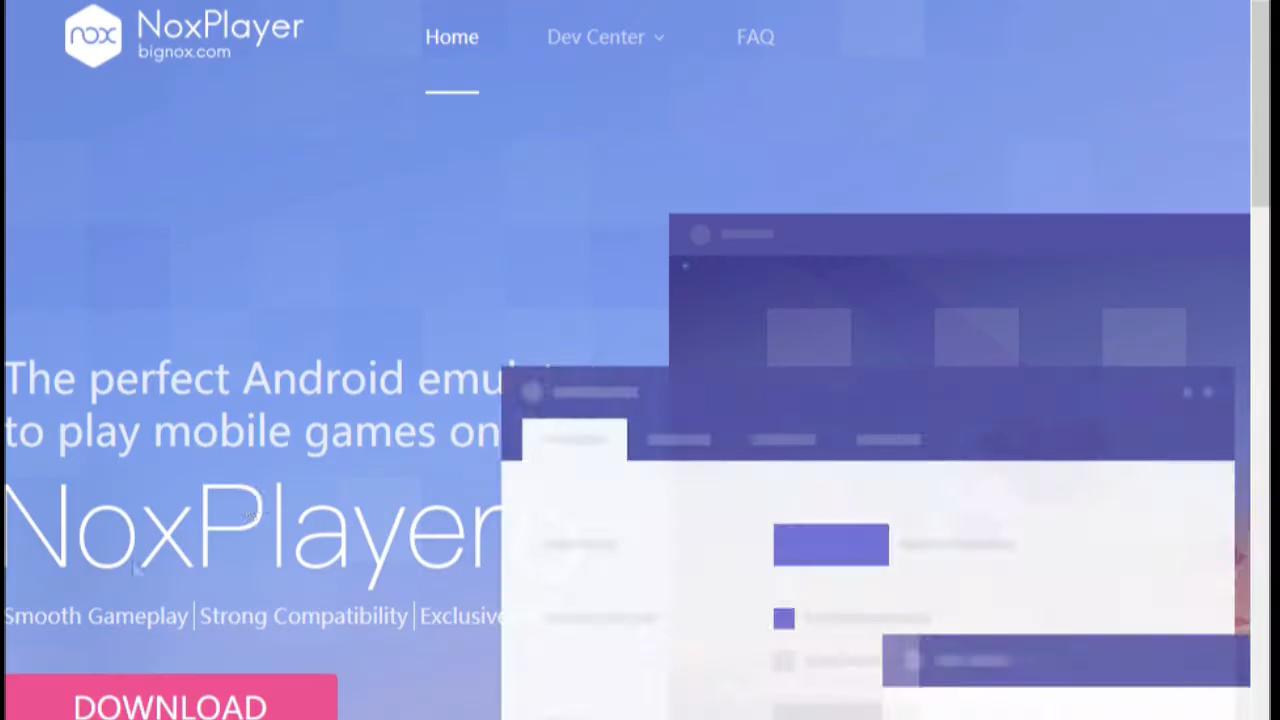 nox NoxPlayer
bignox.com
Home Dev Center FAQ
The perfect Android emu
to play mobile games on
NoxPlayer
Smooth Gameplay|Strong Compatibility|Exclusive
DOWNLOAD